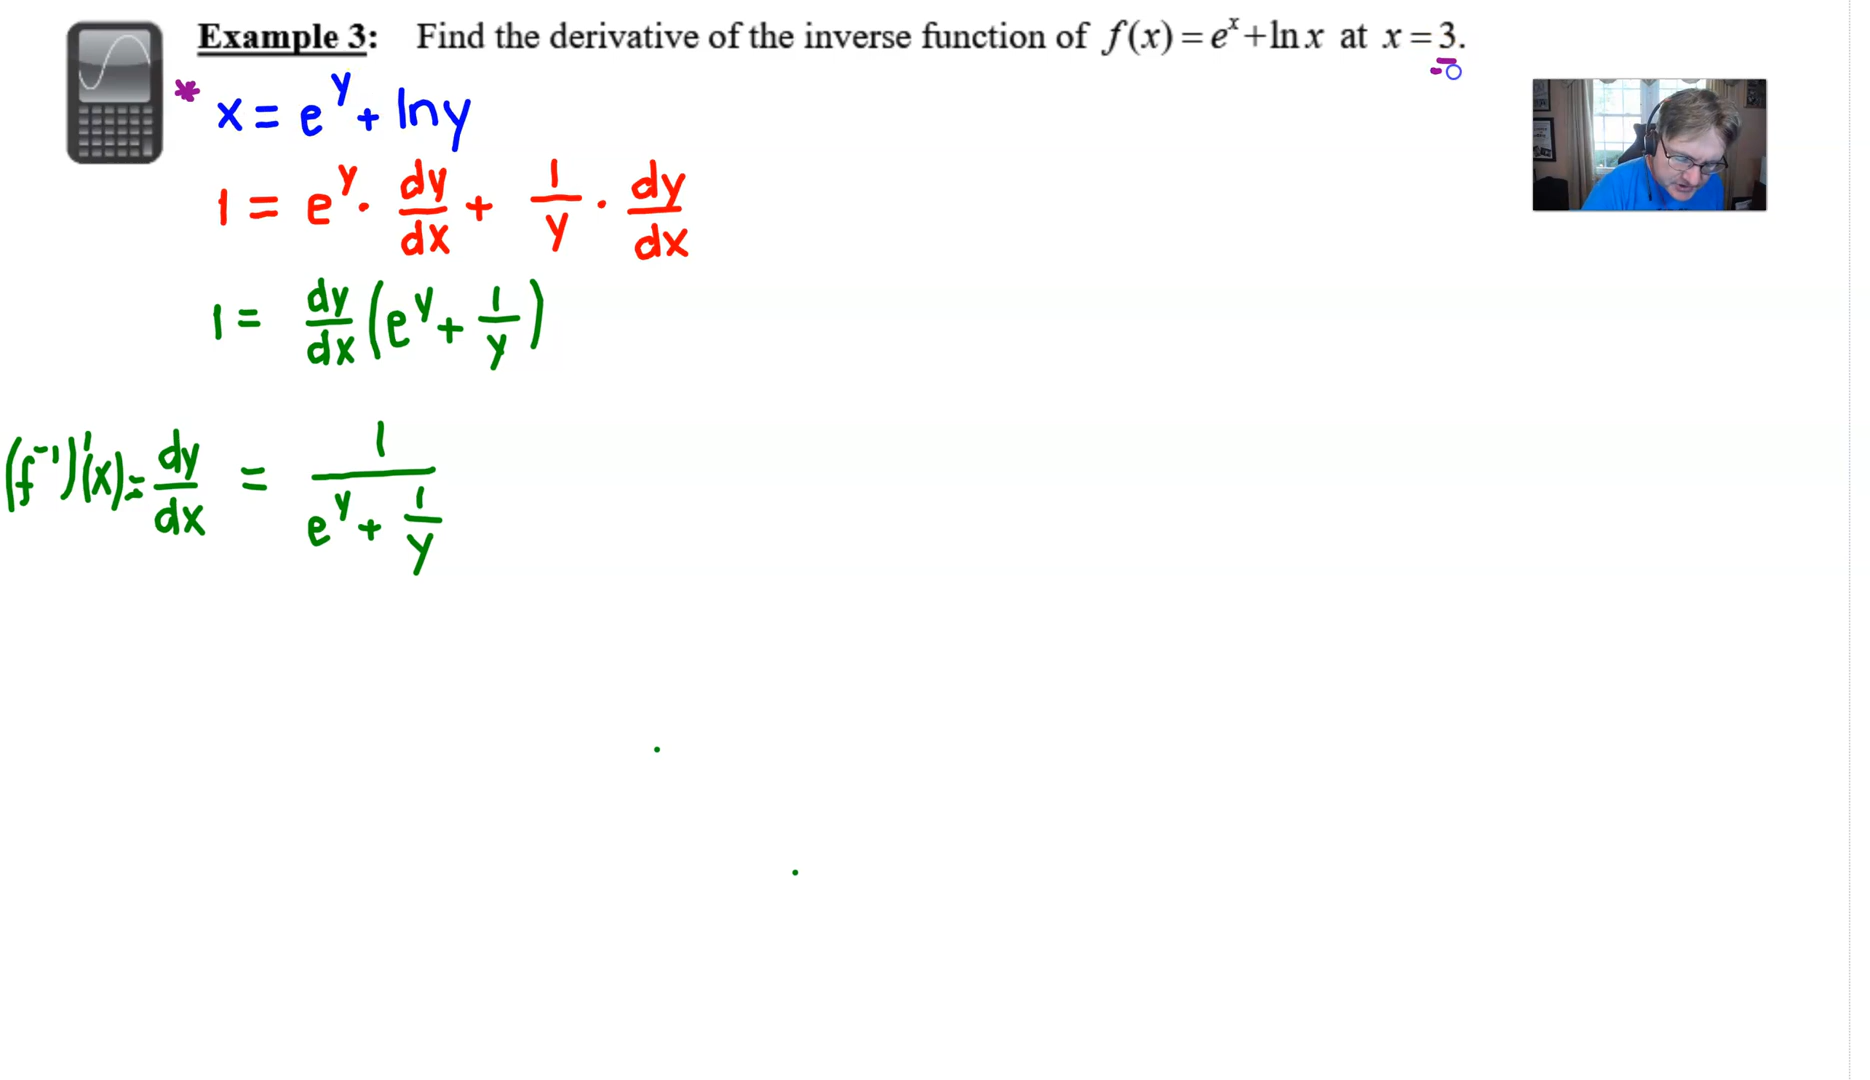 Example 3: Find the derivative of the inverse function of f(x) = eˣ + ln x at x = 3.
* x = e^y + ln y
1 = e^y · dy/dx + 1/y · dy/dx
1 = dy/dx (e^y + 1/y)
(f⁻¹)'(x) = dy/dx = 1/(e^y + 1/y)